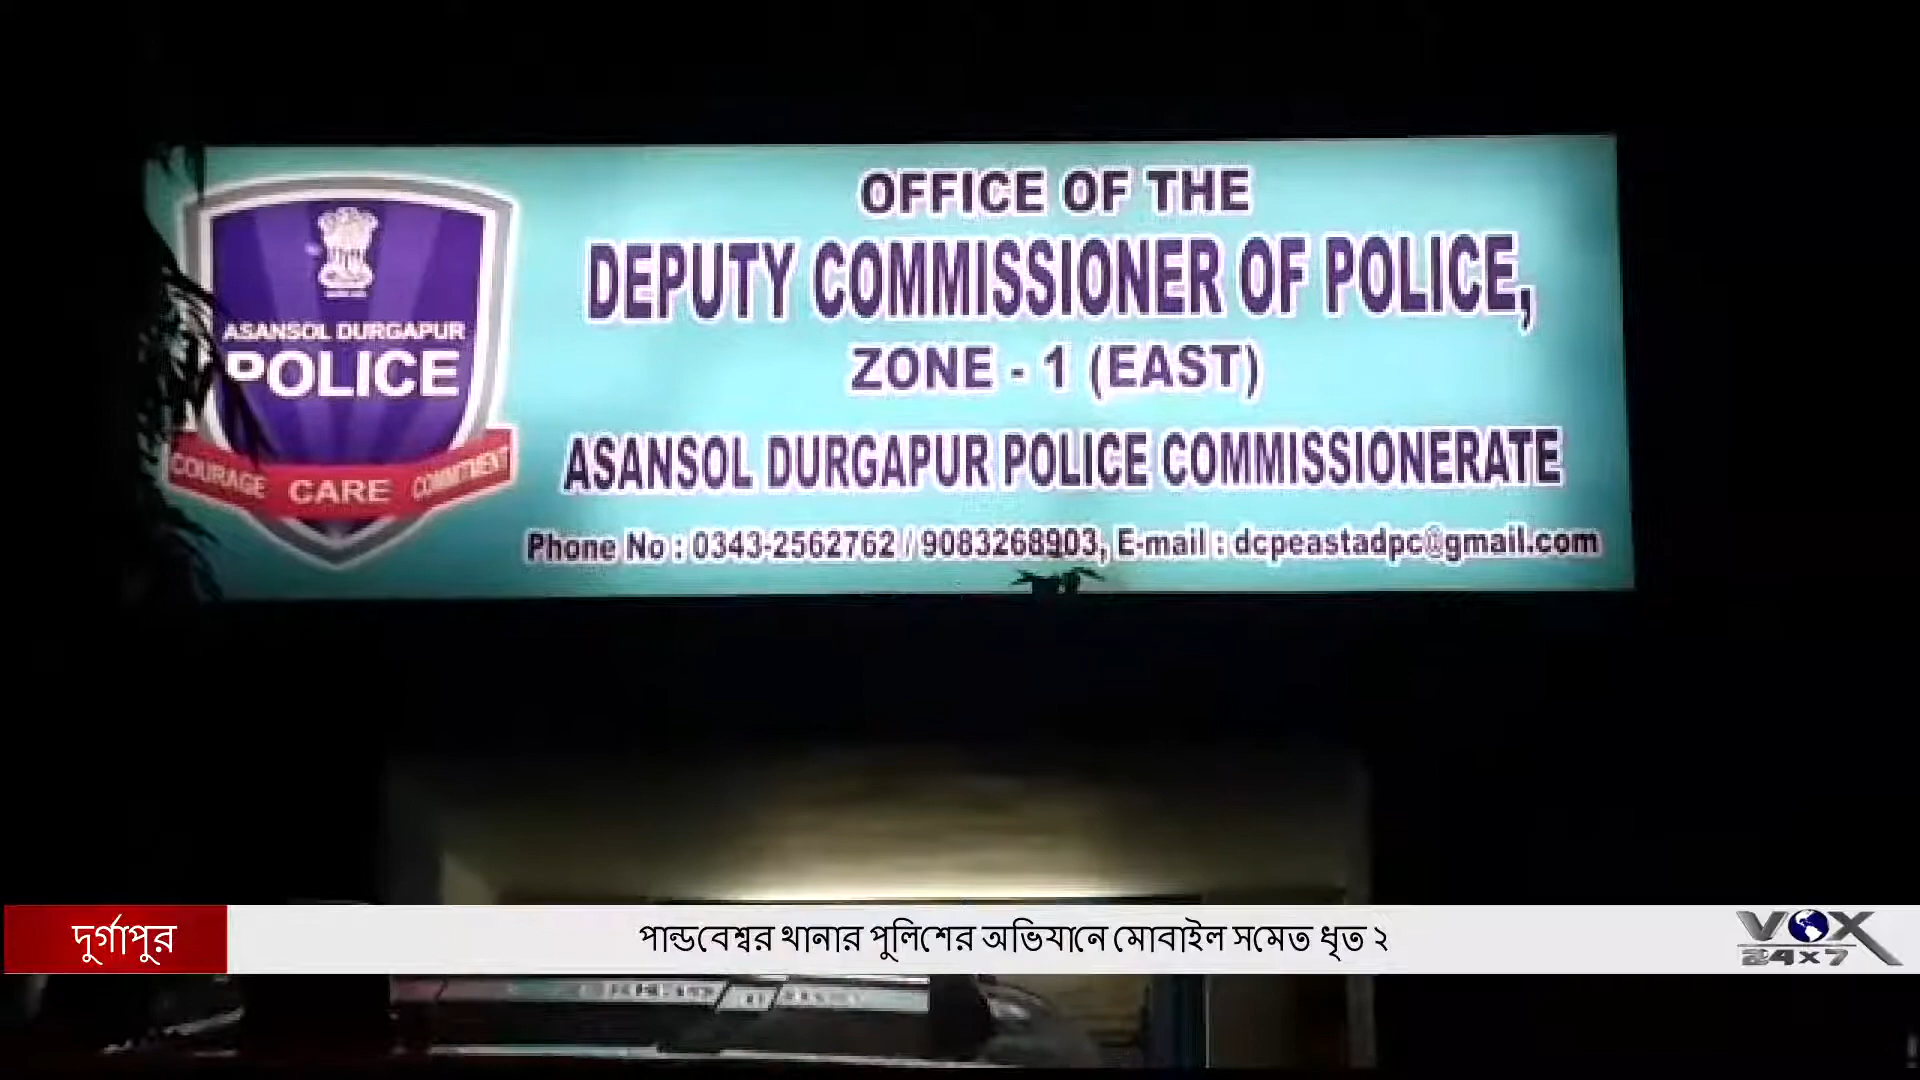 OFFICE OF THE
DEPUTY COMMISSIONER OF POLICE,
ZONE - 1 (EAST)
ASANSOL DURGAPUR POLICE COMMISSIONERATE
Phone No : 0343-2562762 / 9083268903, E-mail : dcpeastadpc@gmail.com
ASANSOL DURGAPUR
POLICE
COURAGE CARE COMMITMENT
দুর্গাপুর
পান্ডবেশ্বর থানার পুলিশের অভিযানে মোবাইল সমেত ধৃত ২
VOX
24x7